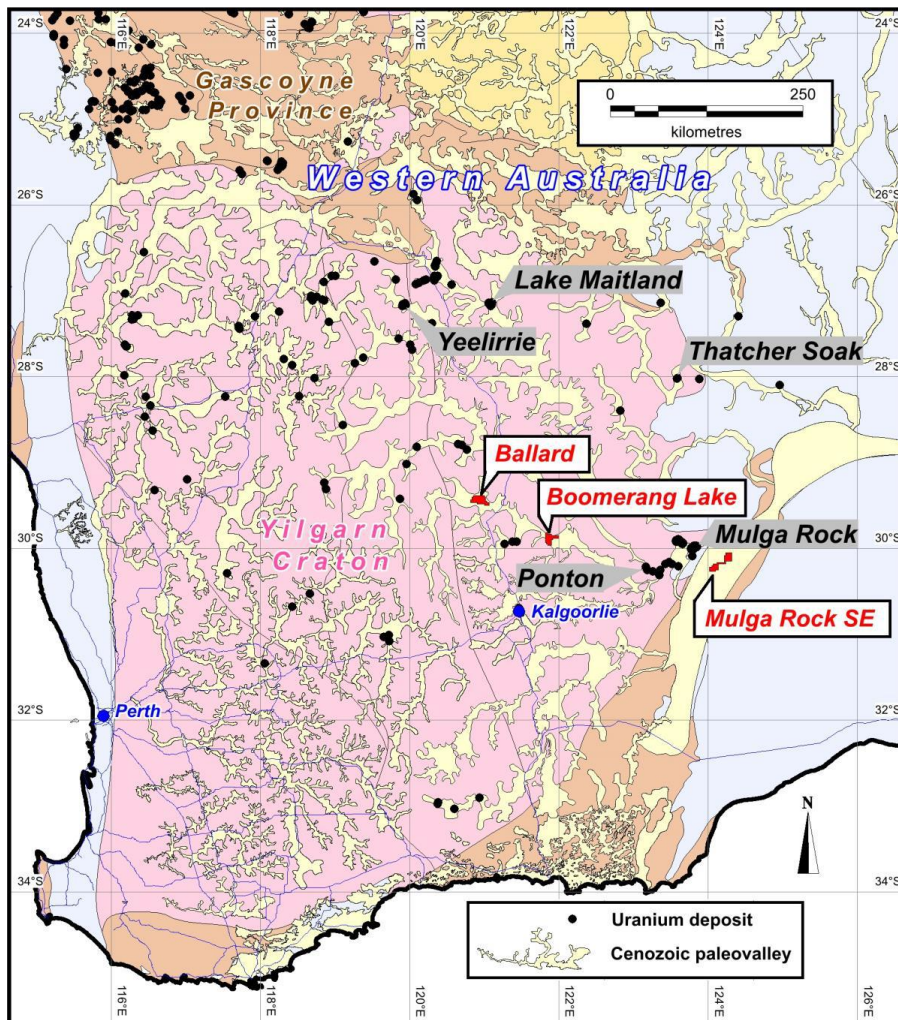 24°S
116°E
118°E
120°E
122°E
124°E
126°E
24°S
Gascoyne
Province
0 250
kilometres
Western Australia
26°S
26°S
Lake Maitland
Yeelirrie
Thatcher Soak
28°S
28°S
Ballard
Boomerang Lake
Yilgarn
Craton
30°S
30°S
Mulga Rock
Ponton
Mulga Rock SE
Kalgoorlie
Perth
32°S
32°S
N
34°S
34°S
Uranium deposit
Cenozoic paleovalley
116°E
118°E
120°E
122°E
124°E
126°E